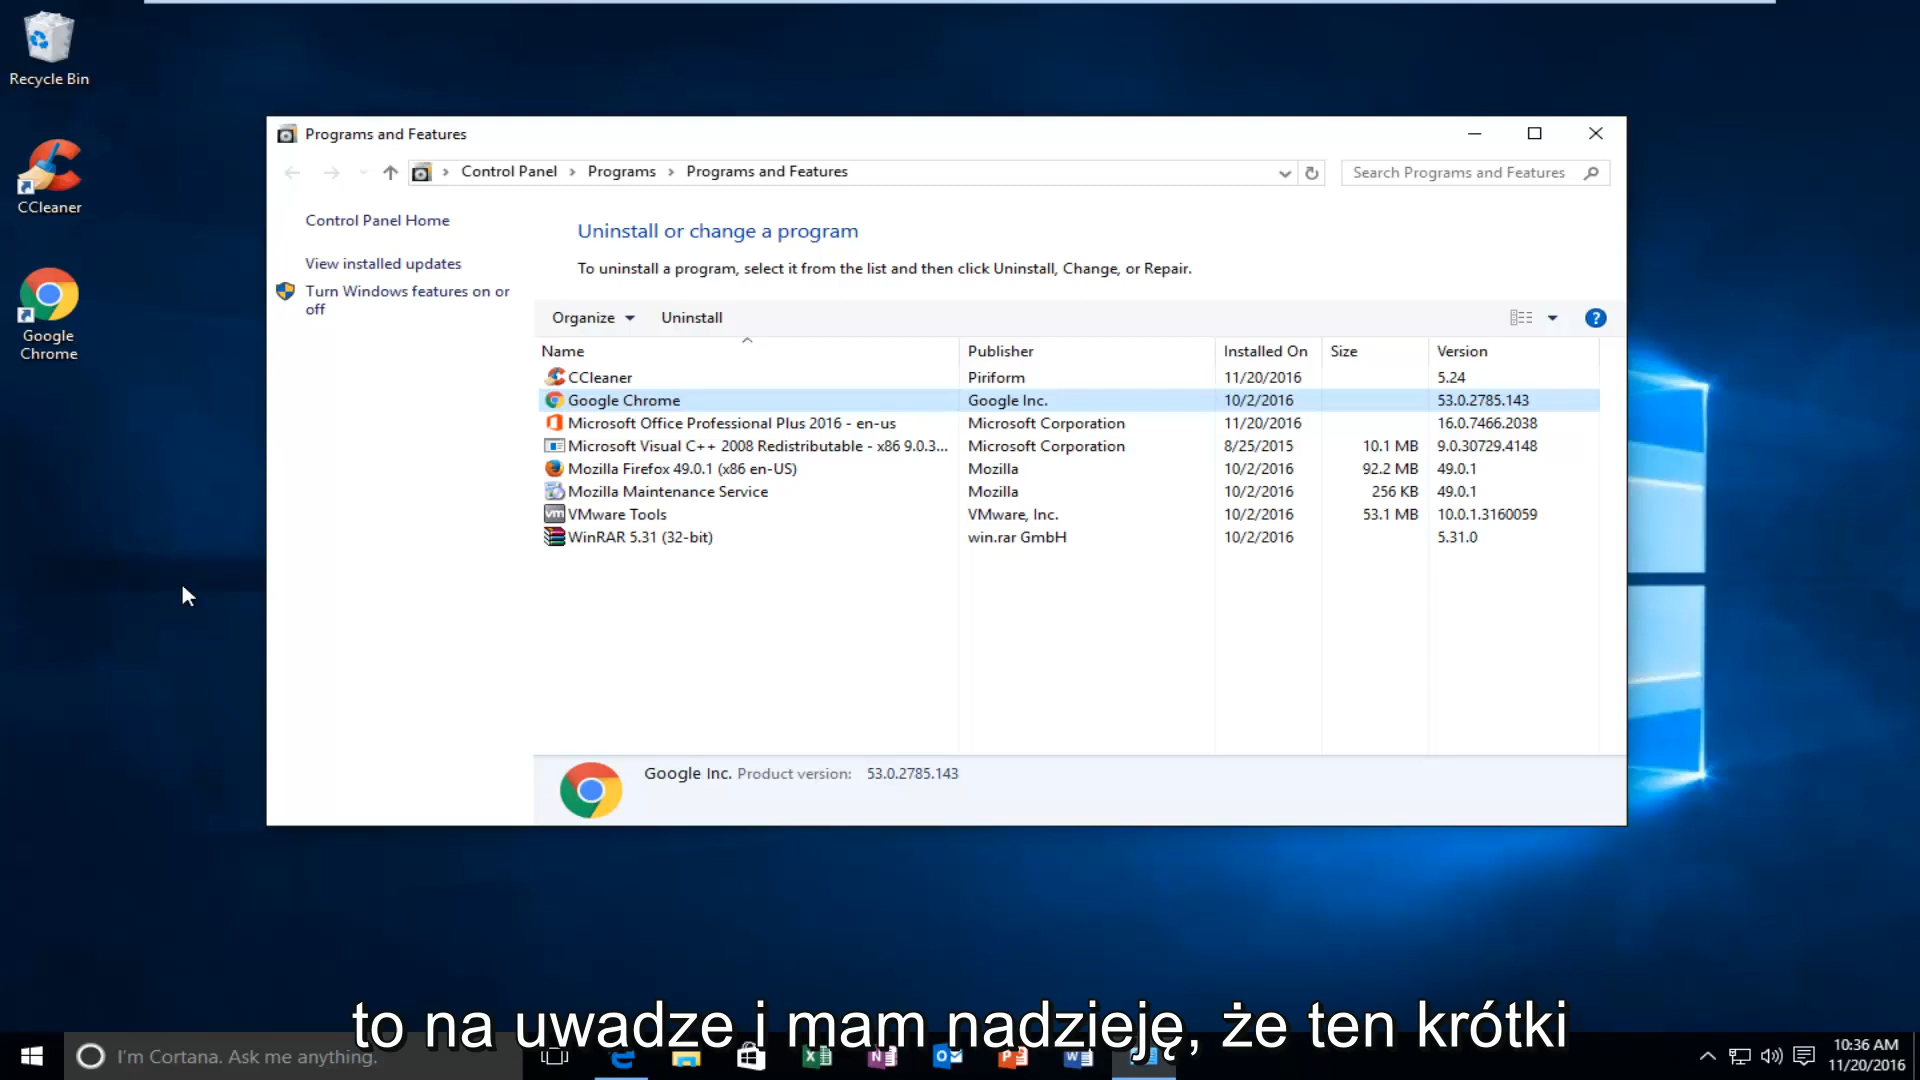 Recycle Bin
CCleaner
Google
Chrome
Programs and Features
Control Panel > Programs > Programs and Features
Search Programs and Features
Control Panel Home
View installed updates
Turn Windows features on or
off
Uninstall or change a program
To uninstall a program, select it from the list and then click Uninstall, Change, or Repair.
Organize Uninstall
Name Publisher Installed On Size Version
CCleaner Piriform 11/20/2016 5.24
Google Chrome Google Inc. 10/2/2016 53.0.2785.143
Microsoft Office Professional Plus 2016 - en-us Microsoft Corporation 11/20/2016 16.0.7466.2038
Microsoft Visual C++ 2008 Redistributable - x86 9.0.3... Microsoft Corporation 8/25/2015 10.1 MB 9.0.30729.4148
Mozilla Firefox 49.0.1 (x86 en-US) Mozilla 10/2/2016 92.2 MB 49.0.1
Mozilla Maintenance Service Mozilla 10/2/2016 256 KB 49.0.1
VMware Tools VMware, Inc. 10/2/2016 53.1 MB 10.0.1.3160059
WinRAR 5.31 (32-bit) win.rar GmbH 10/2/2016 5.31.0
Google Inc. Product version: 53.0.2785.143
to na uwadze i mam nadzieję, że ten krótki
I'm Cortana. Ask me anything.
10:36 AM
11/20/2016